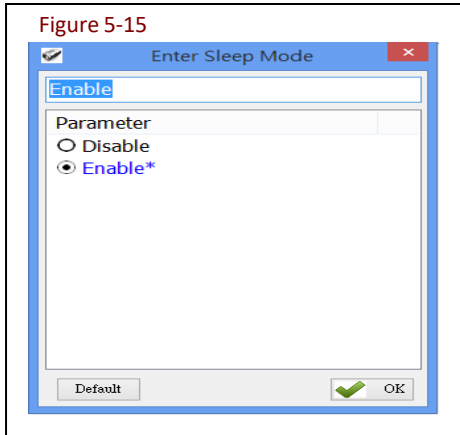 Figure 5-15
Enter Sleep Mode
Enable
Parameter
Disable
Enable*
Default
OK